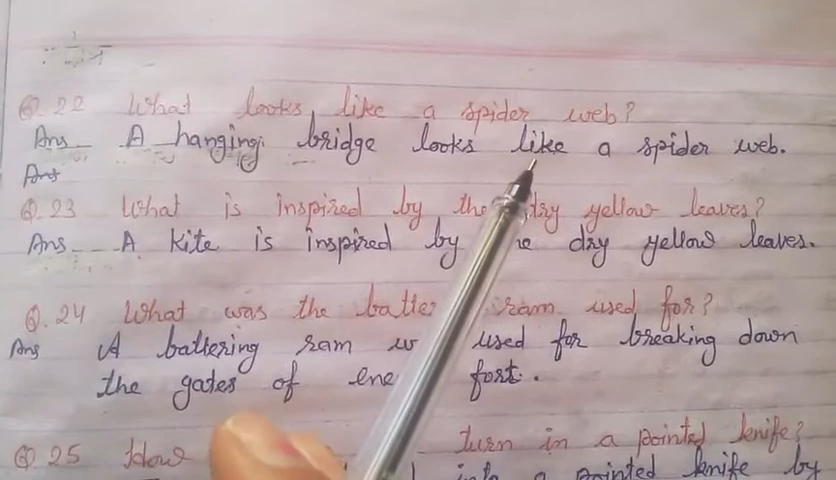 Q.22 What looks like a spider web?
Ans A hanging bridge looks like a spider web.
Ans
Q.23 What is inspired by the dry yellow leaves?
Ans A kite is inspired by dry yellow leaves.
Q.24 What was the ram used for?
Ans A battering ram used for breaking down
the gates of fort.
Q.25 How turn in a pointed knife?
into a pointed knife by